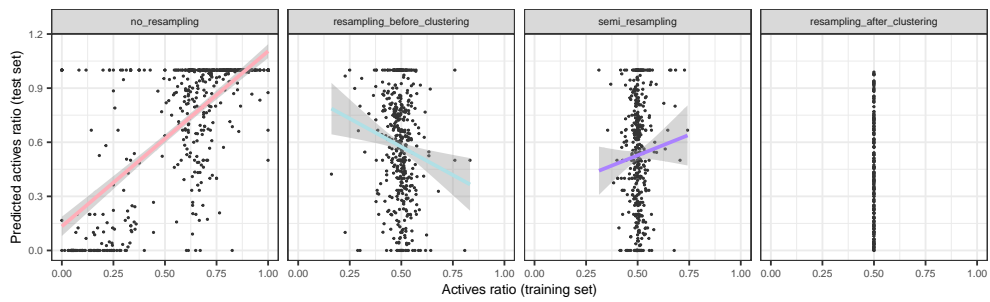 no_resampling resampling_before_clustering semi_resampling resampling_after_clustering
Predicted actives ratio (test set)
1.2
0.9
0.6
0.3
0.0
0.00 0.25 0.50 0.75 1.00 0.00 0.25 0.50 0.75 1.00 0.00 0.25 0.50 0.75 1.00 0.00 0.25 0.50 0.75 1.00
Actives ratio (training set)